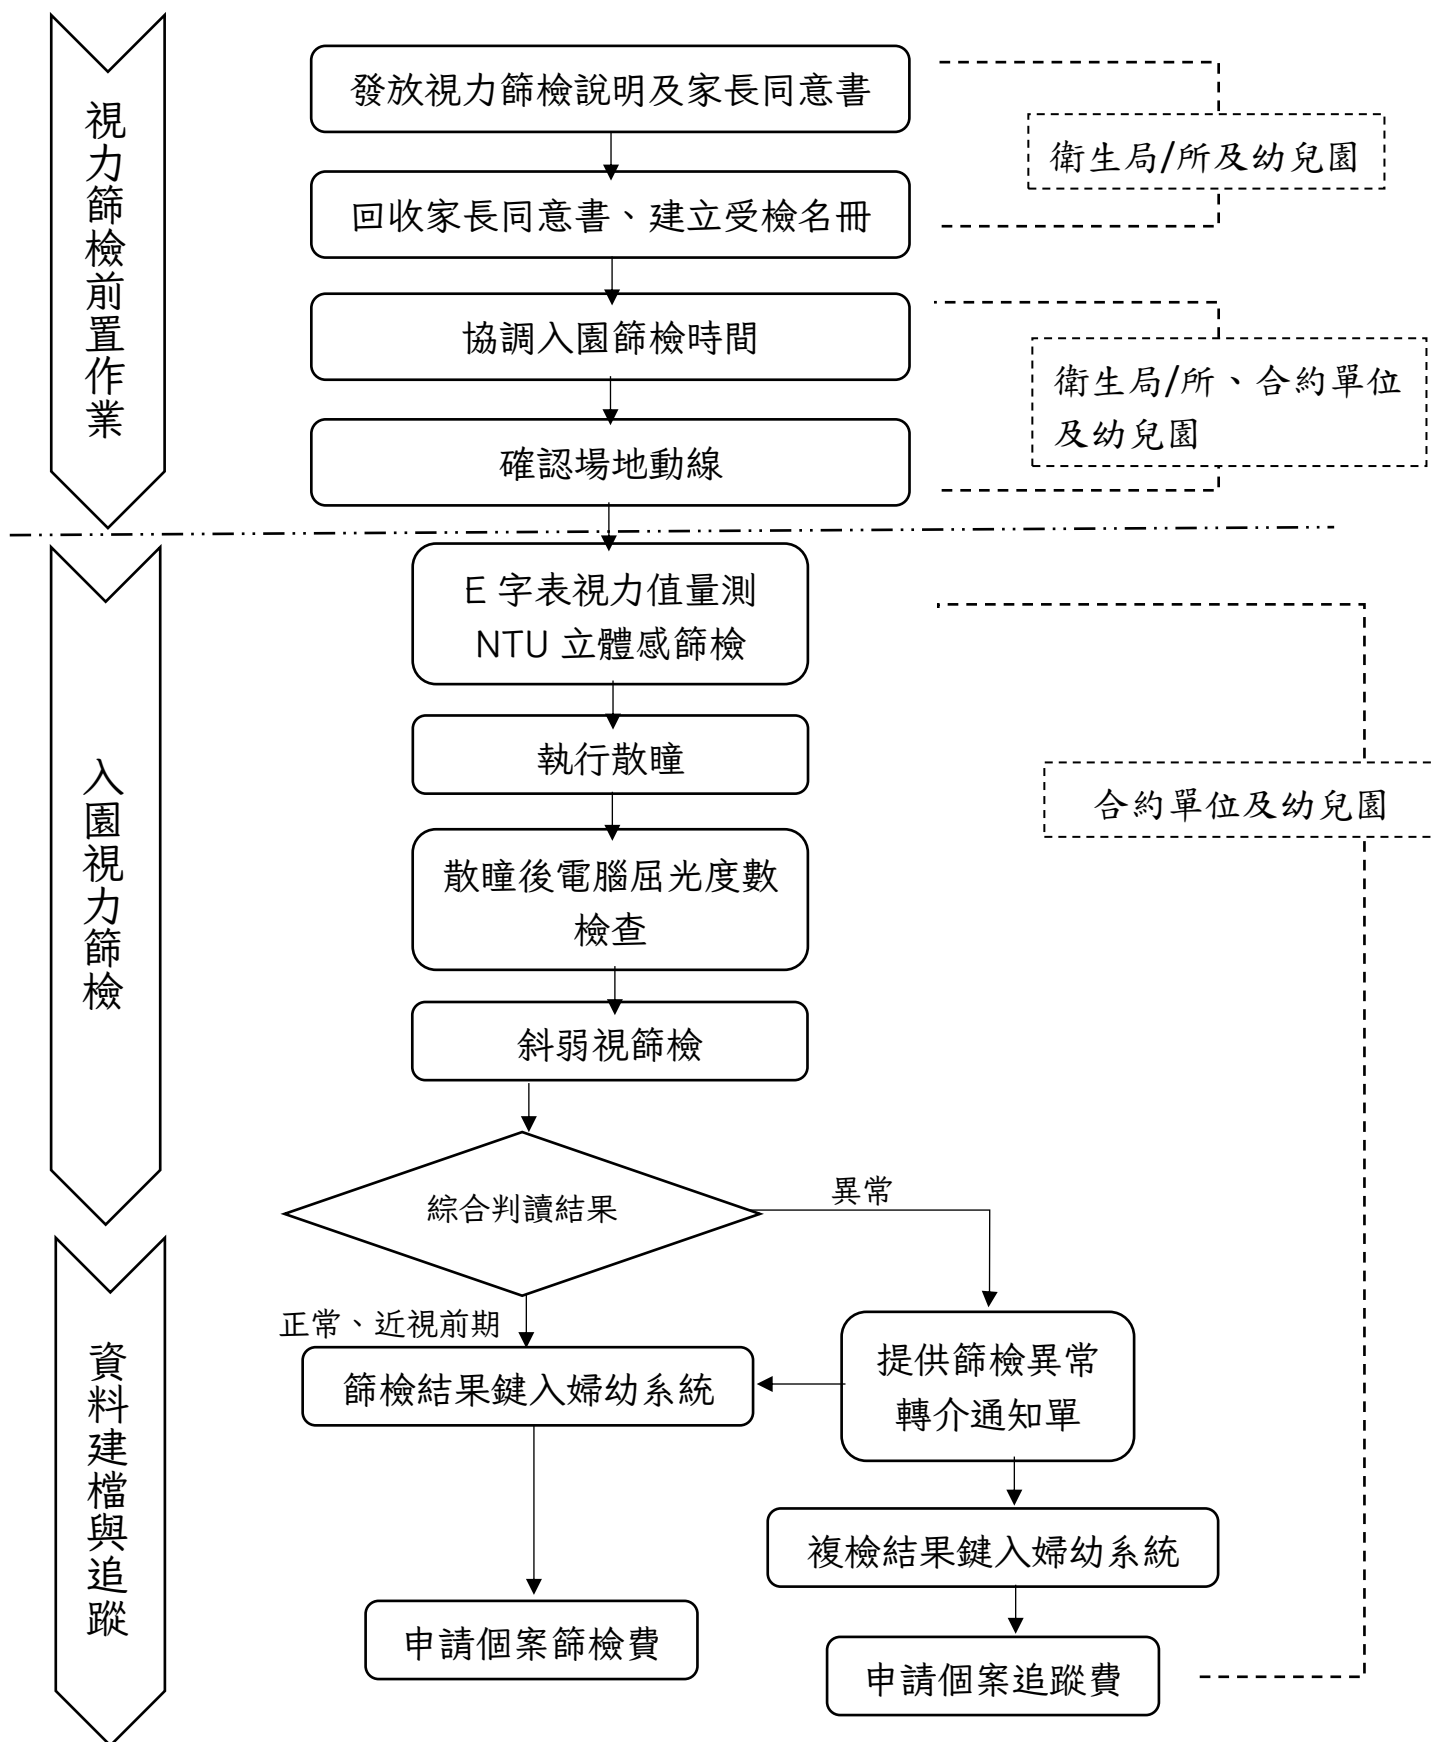 視力篩檢前置作業
發放視力篩檢說明及家長同意書
回收家長同意書、建立受檢名冊
衛生局/所及幼兒園
協調入園篩檢時間
確認場地動線
衛生局/所、合約單位
及幼兒園
入園視力篩檢
E 字表視力值量測
NTU 立體感篩檢
執行散瞳
散瞳後電腦屈光度數
檢查
斜弱視篩檢
合約單位及幼兒園
綜合判讀結果
異常
正常、近視前期
資料建檔與追蹤
篩檢結果鍵入婦幼系統
提供篩檢異常
轉介通知單
複檢結果鍵入婦幼系統
申請個案篩檢費
申請個案追蹤費